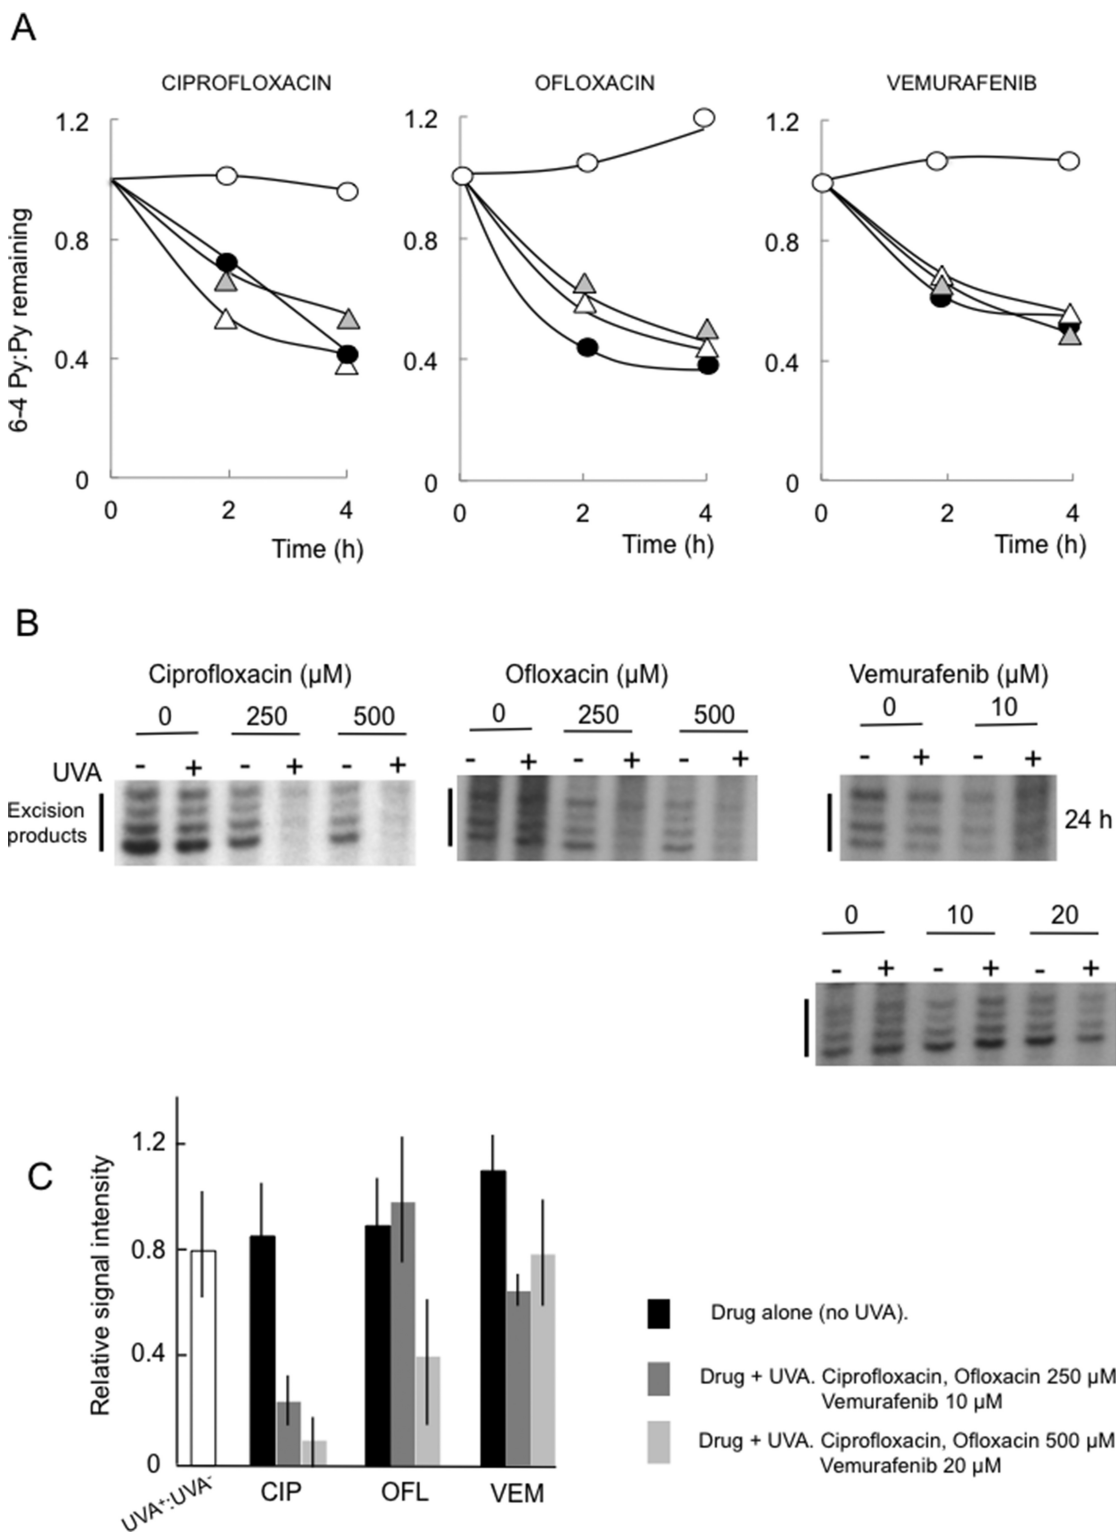 A
CIPROFLOXACIN
OFLOXACIN
VEMURAFENIB
6-4 Py:Py remaining
1.2
0.8
0.4
0
0 2 4
Time (h)
1.2
0.8
0.4
0
0 2 4
Time (h)
1.2
0.8
0.4
0
0 2 4
Time (h)
B
Ciprofloxacin (µM)
0 250 500
UVA - + - + - +
Excision
products
Ofloxacin (µM)
0 250 500
- + - + - +
Vemurafenib (µM)
0 10
- + - +
24 h
0 10 20
- + - + - +
C
Relative signal intensity
1.2
0.8
0.4
0
UVA⁺:UVA⁻
CIP
OFL
VEM
Drug alone (no UVA).
Drug + UVA. Ciprofloxacin, Ofloxacin 250 µM
Vemurafenib 10 µM
Drug + UVA. Ciprofloxacin, Ofloxacin 500 µM
Vemurafenib 20 µM